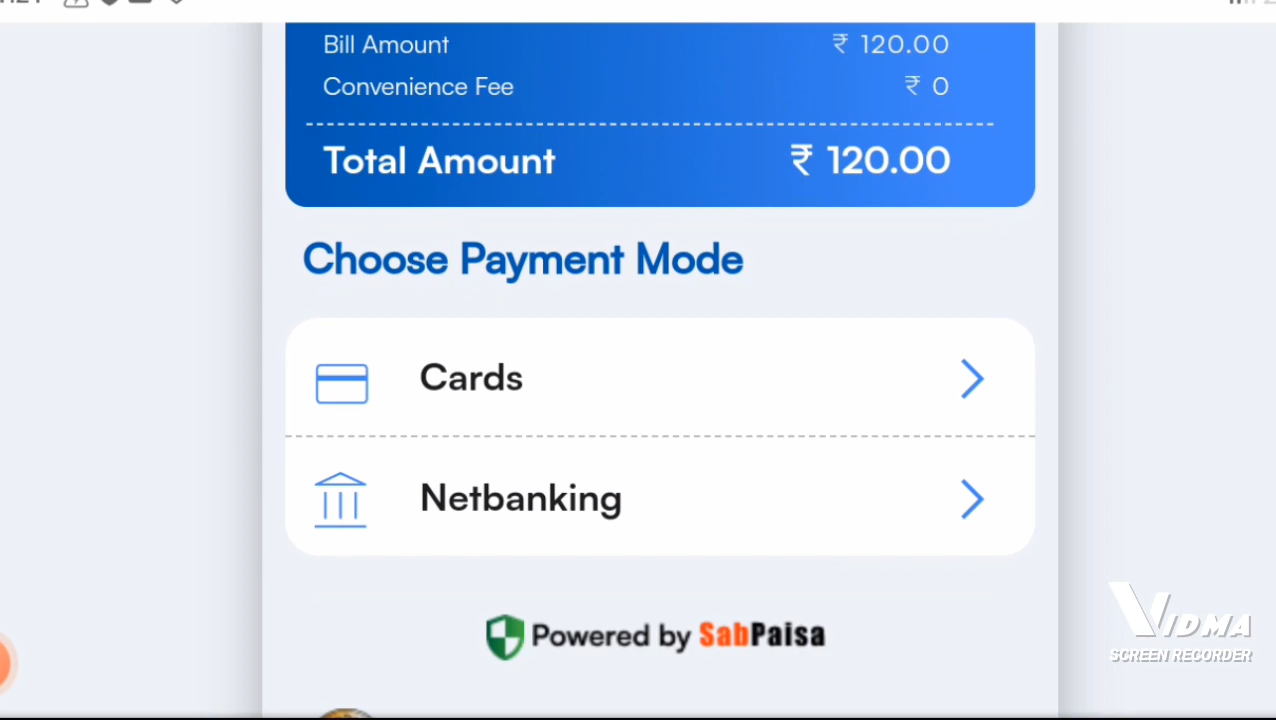 Bill Amount ₹ 120.00
Convenience Fee ₹ 0
Total Amount ₹ 120.00
Choose Payment Mode
Cards
Netbanking
Powered by SabPaisa
VIDMA
SCREEN RECORDER